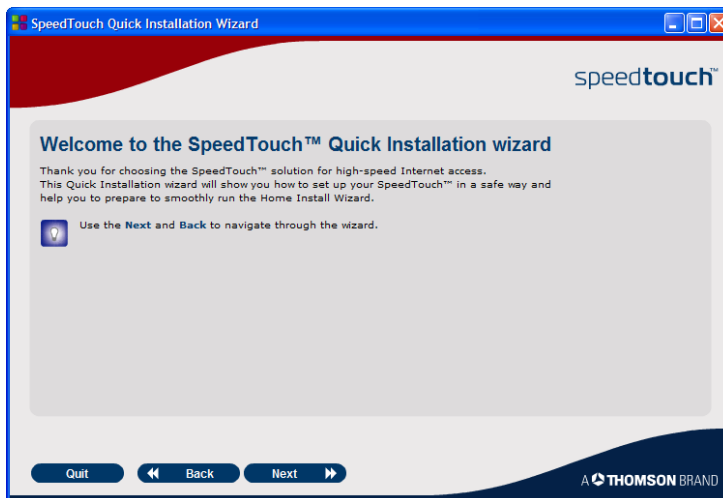 SpeedTouch Quick Installation Wizard
speedtouch™
Welcome to the SpeedTouch™ Quick Installation wizard
Thank you for choosing the SpeedTouch™ solution for high-speed Internet access.
This Quick Installation wizard will show you how to set up your SpeedTouch™ in a safe way and
help you to prepare to smoothly run the Home Install Wizard.
Use the Next and Back to navigate through the wizard.
Quit
Back
Next
A THOMSON BRAND